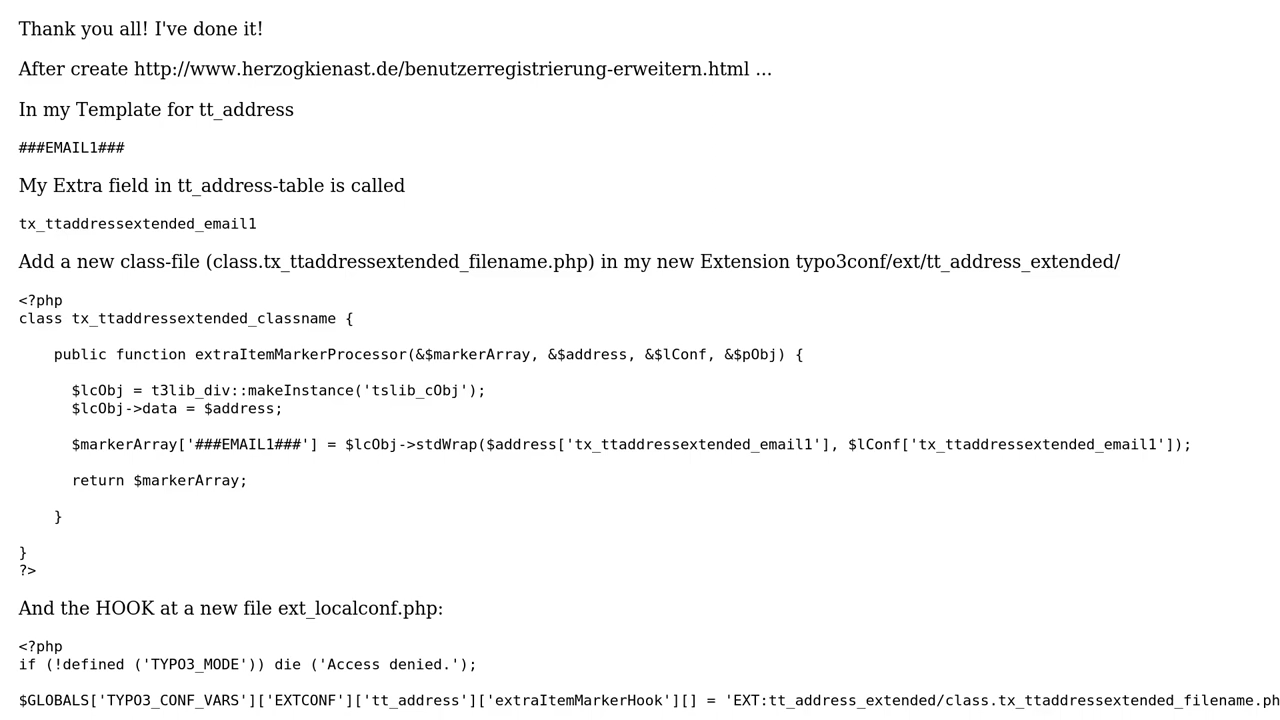 Thank you all! I've done it!
After create http://www.herzogkienast.de/benutzerregistrierung-erweitern.html ...
In my Template for tt_address
###EMAIL1###
My Extra field in tt_address-table is called
tx_ttaddressextended_email1
Add a new class-file (class.tx_ttaddressextended_filename.php) in my new Extension typo3conf/ext/tt_address_extended/
<?php
class tx_ttaddressextended_classname {
    public function extraItemMarkerProcessor(&$markerArray, &$address, &$lConf, &$pObj) {
      $lcObj = t3lib_div::makeInstance('tslib_cObj');
      $lcObj->data = $address;
      $markerArray['###EMAIL1###'] = $lcObj->stdWrap($address['tx_ttaddressextended_email1'], $lConf['tx_ttaddressextended_email1']);
      return $markerArray;
    }
}
?>
And the HOOK at a new file ext_localconf.php:
<?php
if (!defined ('TYPO3_MODE')) die ('Access denied.');
$GLOBALS['TYPO3_CONF_VARS']['EXTCONF']['tt_address']['extraItemMarkerHook'][] = 'EXT:tt_address_extended/class.tx_ttaddressextended_filename.ph